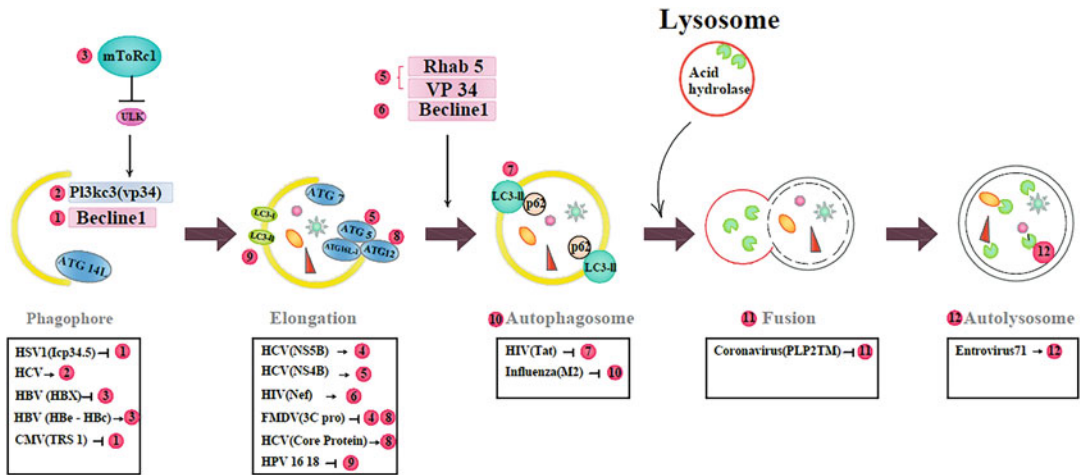 Lysosome
3 mToRc1
ULK
5 Rhab 5
VP 34
6 Becline1
Acid
hydrolase
2 Pl3kc3(vp34)
1 Becline1
ATG 14L
ATG 7
LC3-I
LC3-II
9
5
ATG 5
ATG16L-1
ATG12
8
7
LC3-II
p62
p62
LC3-II
12
Phagophore
Elongation
10 Autophagosome
11 Fusion
12 Autolysosome
HSV1(Icp34.5)⊣ 1
HCV→ 2
HBV (HBX)⊣ 3
HBV (HBe - HBc)→ 3
CMV(TRS 1) ⊣ 1
HCV(NS5B) → 4
HCV(NS4B) → 5
HIV(Nef) → 6
FMDV(3C pro) ⊣ 4 8
HCV(Core Protein)→ 8
HPV 16 18 ⊣ 9
HIV(Tat) ⊣ 7
Influenza(M2) ⊣ 10
Coronavirus(PLP2TM)⊣ 11
Entrovirus71 → 12